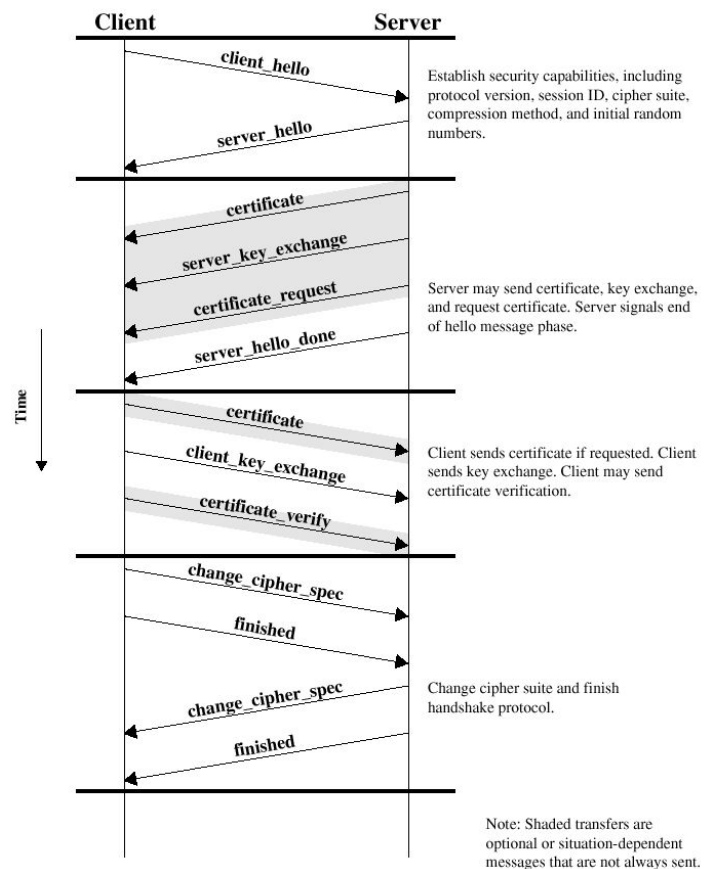 Client
Server
client_hello
Establish security capabilities, including
protocol version, session ID, cipher suite,
compression method, and initial random
numbers.
server_hello
certificate
server_key_exchange
certificate_request
Server may send certificate, key exchange,
and request certificate. Server signals end
of hello message phase.
server_hello_done
Time
certificate
client_key_exchange
Client sends certificate if requested. Client
sends key exchange. Client may send
certificate verification.
certificate_verify
change_cipher_spec
finished
change_cipher_spec
Change cipher suite and finish
handshake protocol.
finished
Note: Shaded transfers are
optional or situation-dependent
messages that are not always sent.